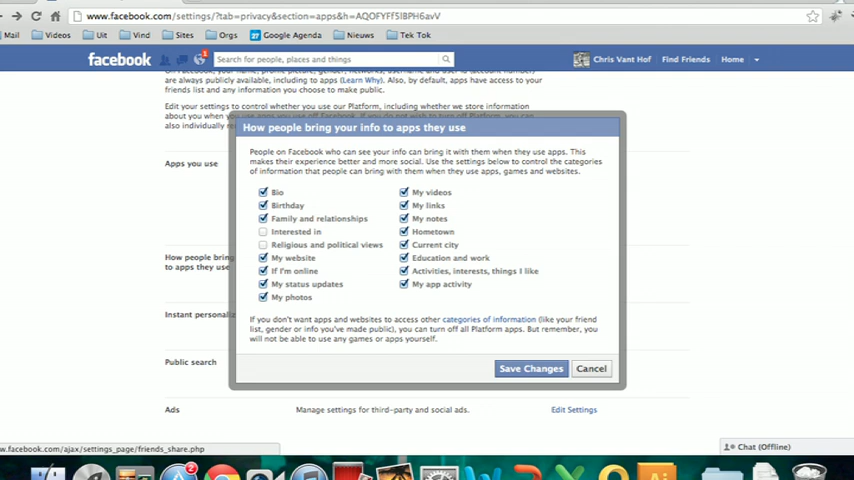 www.facebook.com/settings/?tab=privacy&section=apps&h=AQOFYFF5IBPH6avV
Mail Videos Uit Vind Sites Orgs Google Agenda Nieuws Tek Tok
facebook 1 Search for people, places and things Chris Vant Hof Find Friends Home
are always publicly available, including to apps (Learn Why). Also, by default, apps have access to your
friends list and any information you choose to make public.
Edit your settings to control whether you use our Platform, including whether we store information
How people bring your info to apps they use
People on Facebook who can see your info can bring it with them when they use apps. This
makes their experience better and more social. Use the settings below to control the categories
of information that people can bring with them when they use apps, games and websites.
Apps you use
Bio My videos
Birthday My links
Family and relationships My notes
Interested in Hometown
Religious and political views Current city
My website Education and work
If I'm online Activities, interests, things I like
My status updates My app activity
My photos
How people bring
to apps they use
Instant personaliz
If you don't want apps and websites to access other categories of information (like your friend
list, gender or info you've made public), you can turn off all Platform apps. But remember, you
will not be able to use any games or apps yourself.
Public search
Save Changes Cancel
Ads Manage settings for third-party and social ads. Edit Settings
w.facebook.com/ajax/settings_page/friends_share.php
Chat (Offline)
2